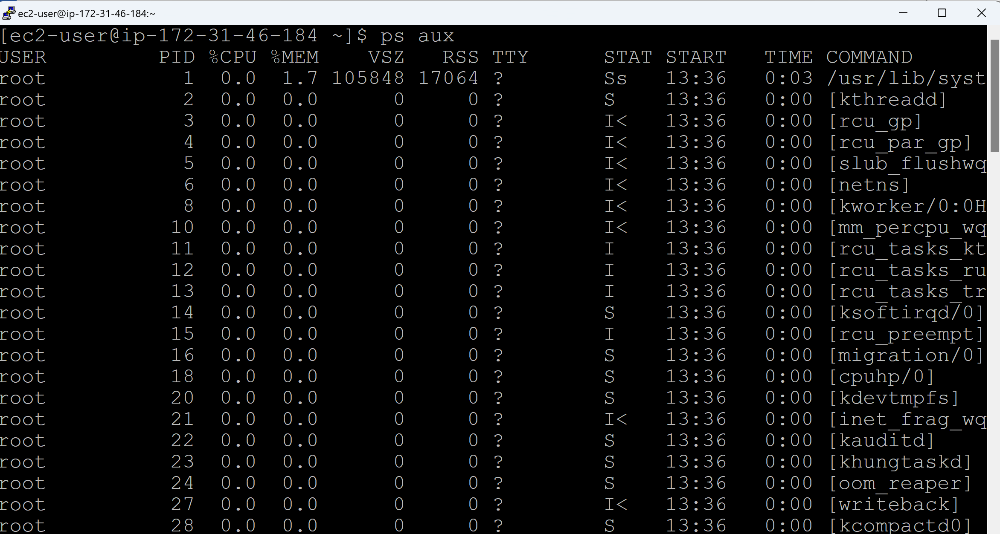 ec2-user@ip-172-31-46-184:~
[ec2-user@ip-172-31-46-184 ~]$ ps aux
USER PID %CPU %MEM VSZ RSS TTY STAT START TIME COMMAND
root 1 0.0 1.7 105848 17064 ? Ss 13:36 0:03 /usr/lib/syst
root 2 0.0 0.0 0 0 ? S 13:36 0:00 [kthreadd]
root 3 0.0 0.0 0 0 ? I< 13:36 0:00 [rcu_gp]
root 4 0.0 0.0 0 0 ? I< 13:36 0:00 [rcu_par_gp]
root 5 0.0 0.0 0 0 ? I< 13:36 0:00 [slub_flushwq
root 6 0.0 0.0 0 0 ? I< 13:36 0:00 [netns]
root 8 0.0 0.0 0 0 ? I< 13:36 0:00 [kworker/0:0H
root 10 0.0 0.0 0 0 ? I< 13:36 0:00 [mm_percpu_wq
root 11 0.0 0.0 0 0 ? I 13:36 0:00 [rcu_tasks_kt
root 12 0.0 0.0 0 0 ? I 13:36 0:00 [rcu_tasks_ru
root 13 0.0 0.0 0 0 ? I 13:36 0:00 [rcu_tasks_tr
root 14 0.0 0.0 0 0 ? S 13:36 0:00 [ksoftirqd/0]
root 15 0.0 0.0 0 0 ? I 13:36 0:00 [rcu_preempt]
root 16 0.0 0.0 0 0 ? S 13:36 0:00 [migration/0]
root 18 0.0 0.0 0 0 ? S 13:36 0:00 [cpuhp/0]
root 20 0.0 0.0 0 0 ? S 13:36 0:00 [kdevtmpfs]
root 21 0.0 0.0 0 0 ? I< 13:36 0:00 [inet_frag_wq
root 22 0.0 0.0 0 0 ? S 13:36 0:00 [kauditd]
root 23 0.0 0.0 0 0 ? S 13:36 0:00 [khungtaskd]
root 24 0.0 0.0 0 0 ? S 13:36 0:00 [oom_reaper]
root 27 0.0 0.0 0 0 ? I< 13:36 0:00 [writeback]
root 28 0.0 0.0 0 0 ? S 13:36 0:00 [kcompactd0]